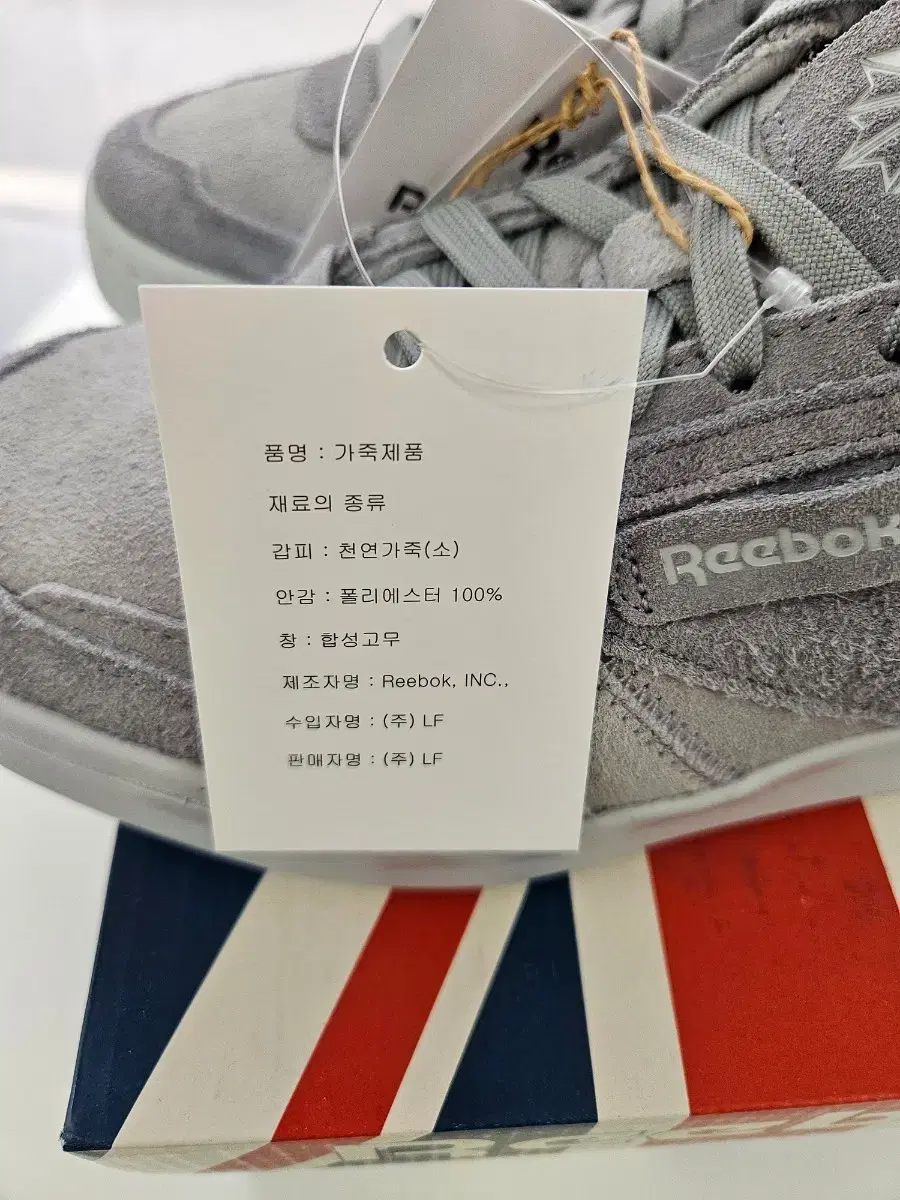 품명 : 가죽제품
재료의 종류
갑피 : 천연가죽(소)
안감 : 폴리에스터 100%
창 : 합성고무
제조자명 : Reebok, INC.,
수입자명 : (주) LF
판매자명 : (주) LF
Reebok